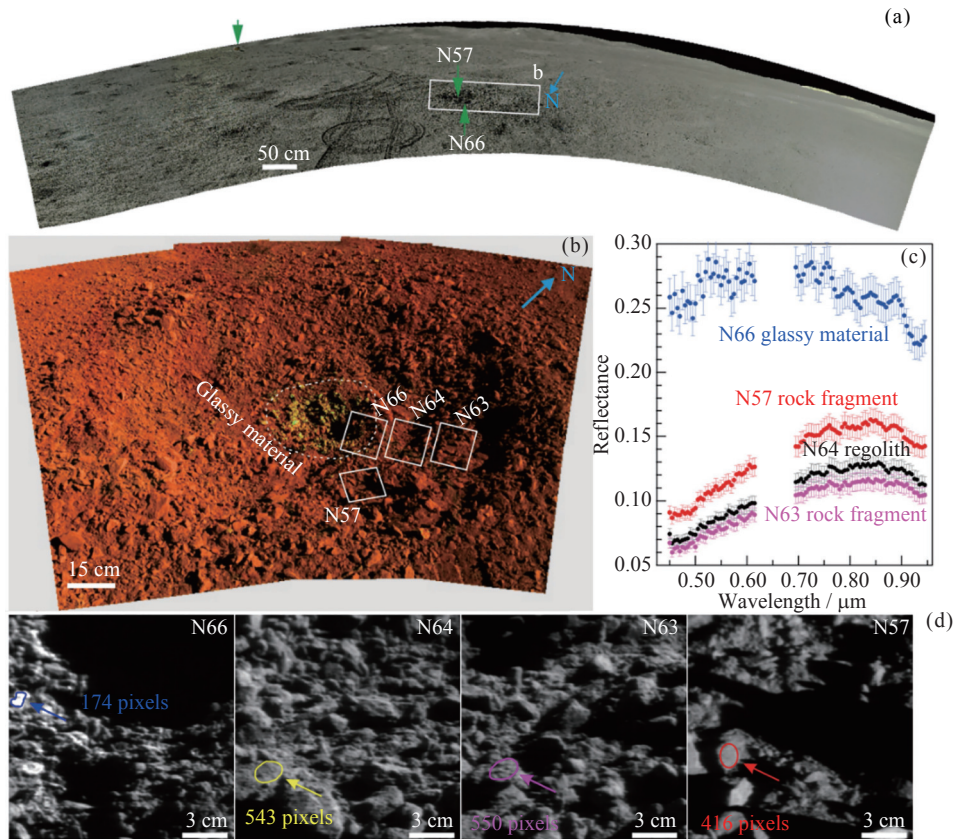 (a)
N57
b
N
N66
50 cm
(b)
N
Glassy material
N66
N64
N63
N57
15 cm
(c)
0.30
0.25
0.20
0.15
0.10
0.05
Reflectance
N66 glassy material
N57 rock fragment
N64 regolith
N63 rock fragment
0.50 0.60 0.70 0.80 0.90
Wavelength / μm
(d)
N66
174 pixels
3 cm
N64
543 pixels
3 cm
N63
550 pixels
3 cm
N57
416 pixels
3 cm